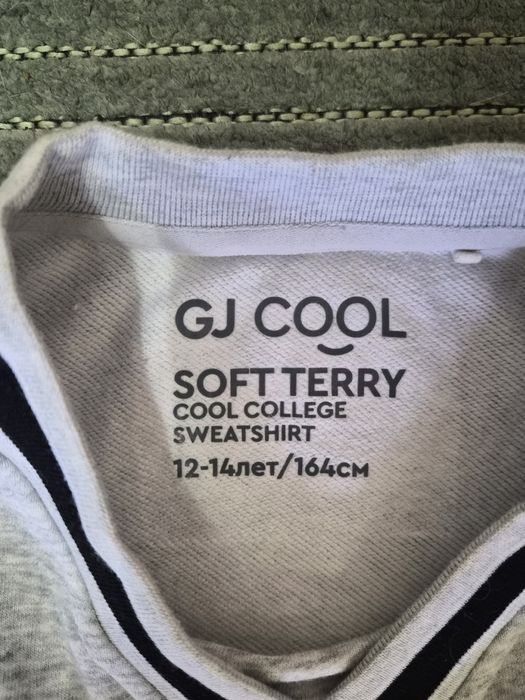 GJ COOL
SOFT TERRY
COOL COLLEGE
SWEATSHIRT
12-14лет/164см